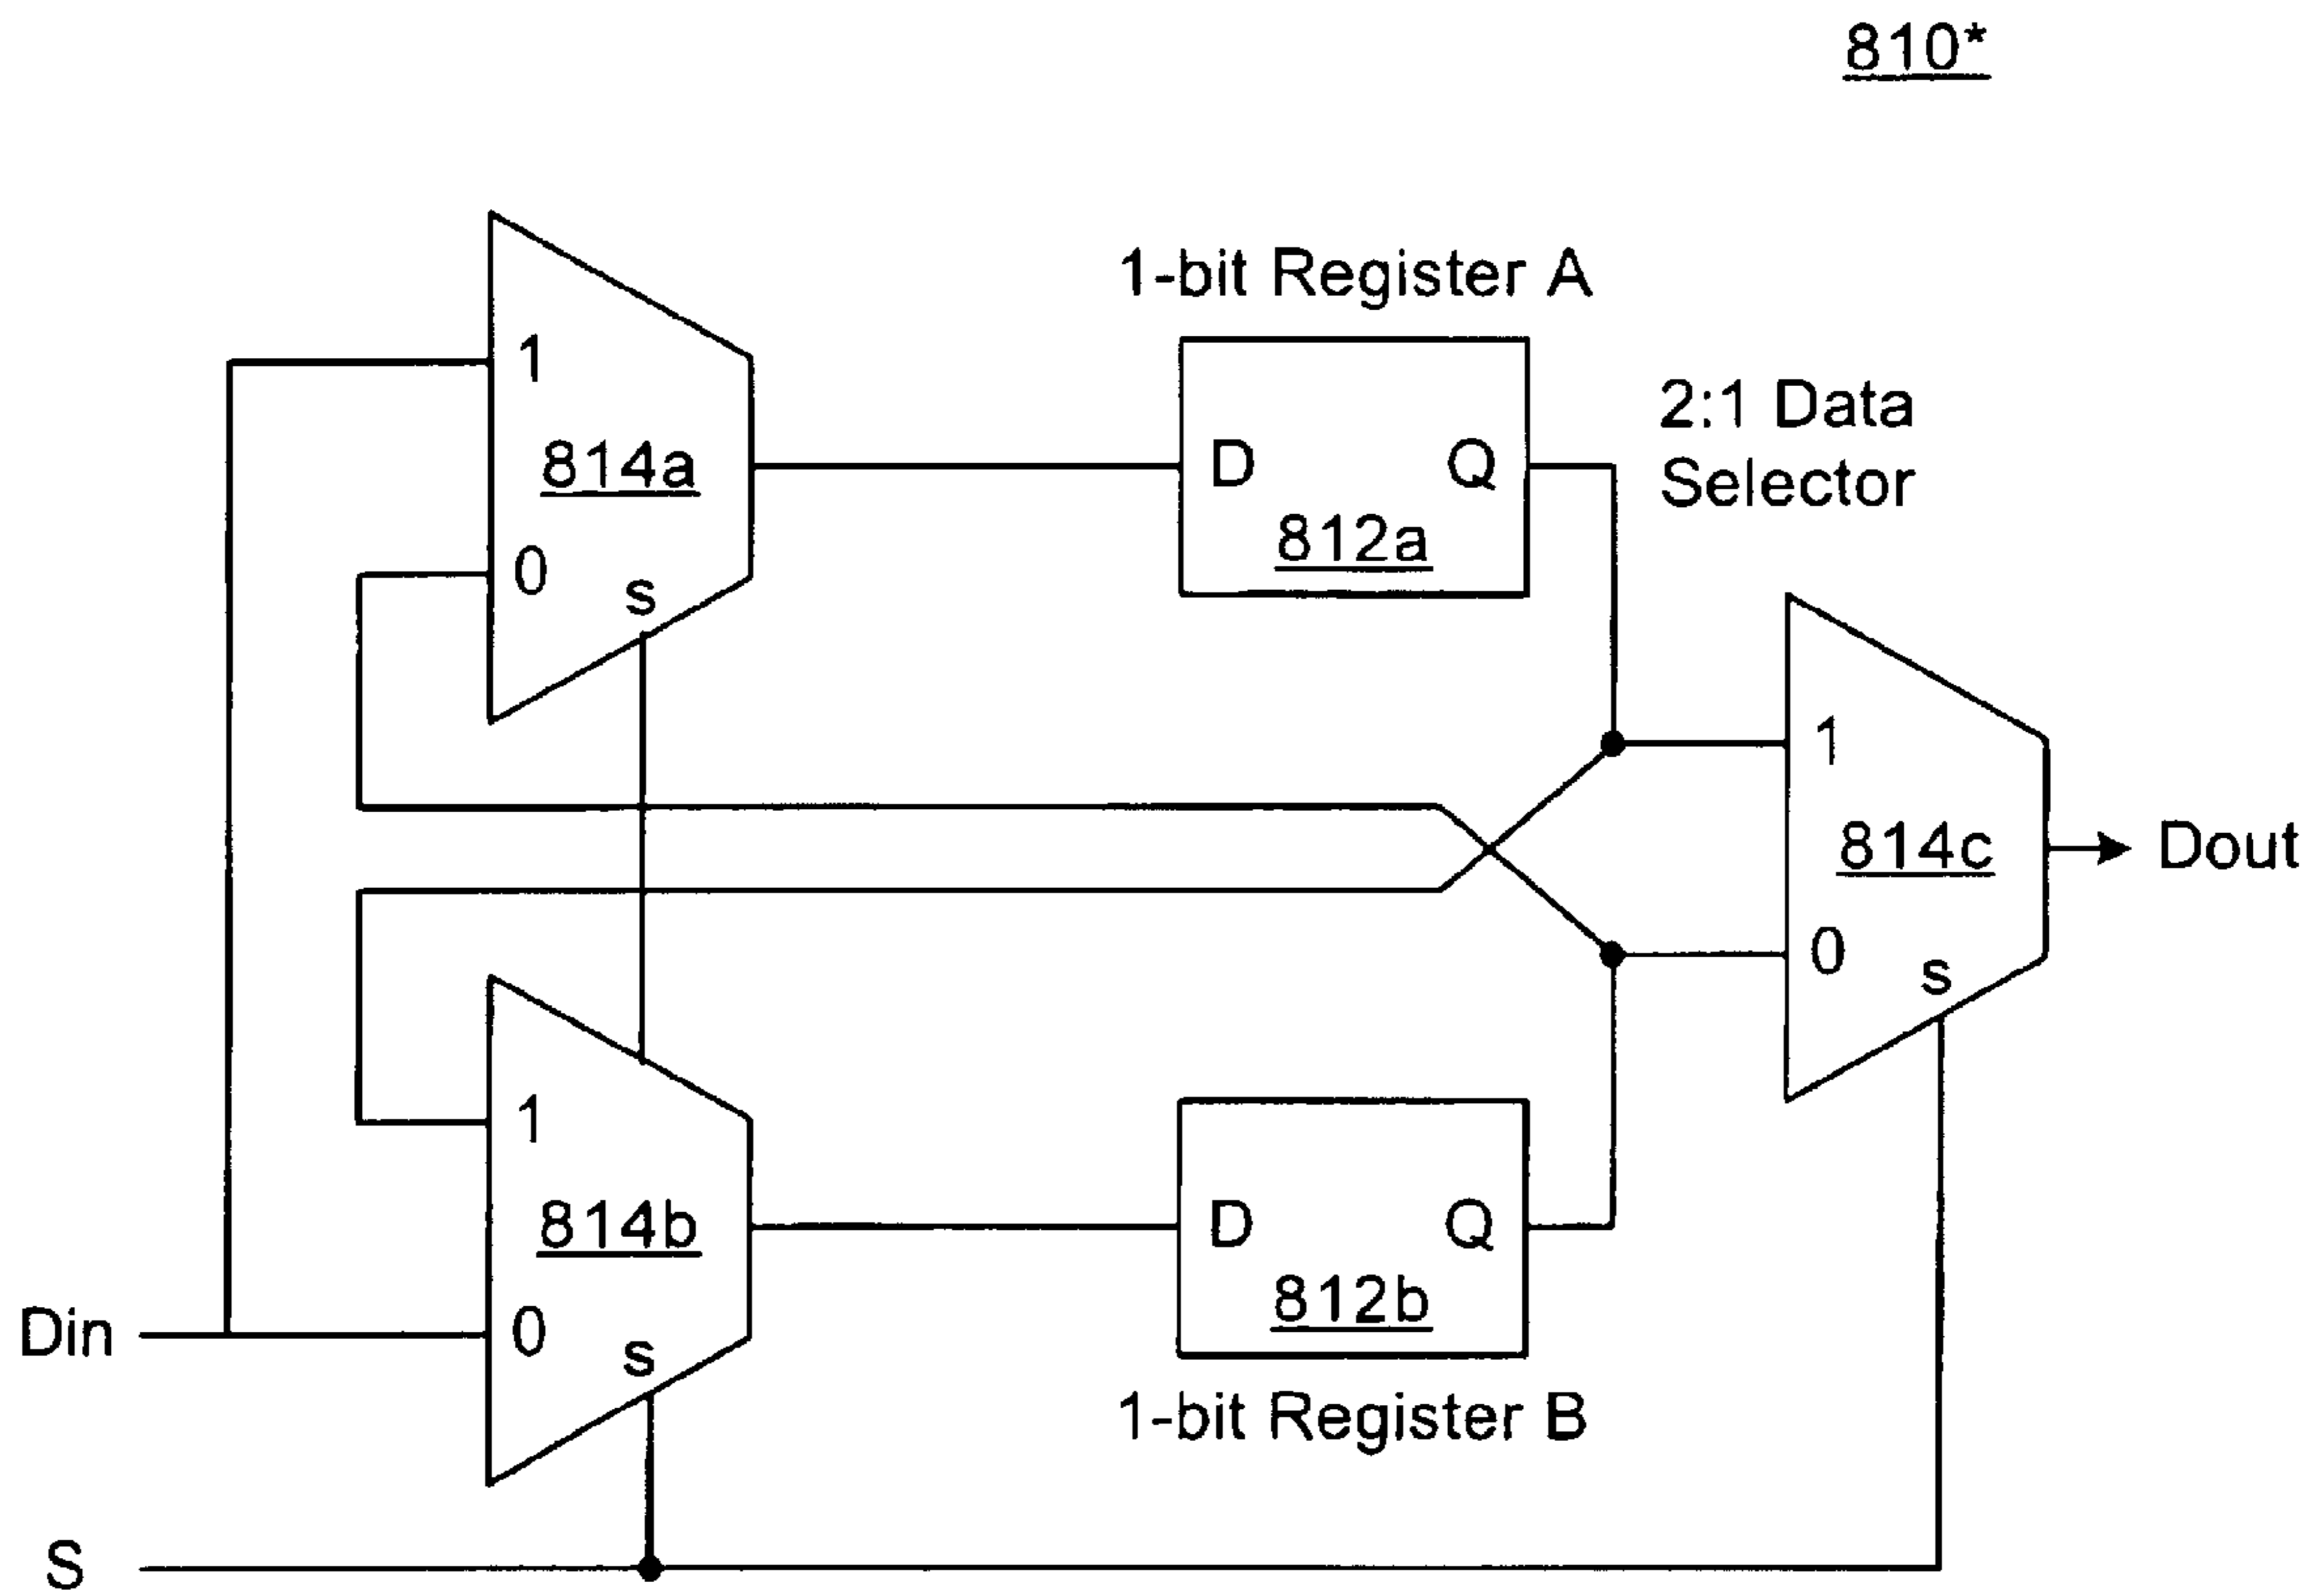 810*
1-bit Register A
2:1 Data
Selector
1
814a
0
s
D
Q
812a
1
814c
0
s
Dout
1
814b
0
s
D
Q
812b
1-bit Register B
Din
S